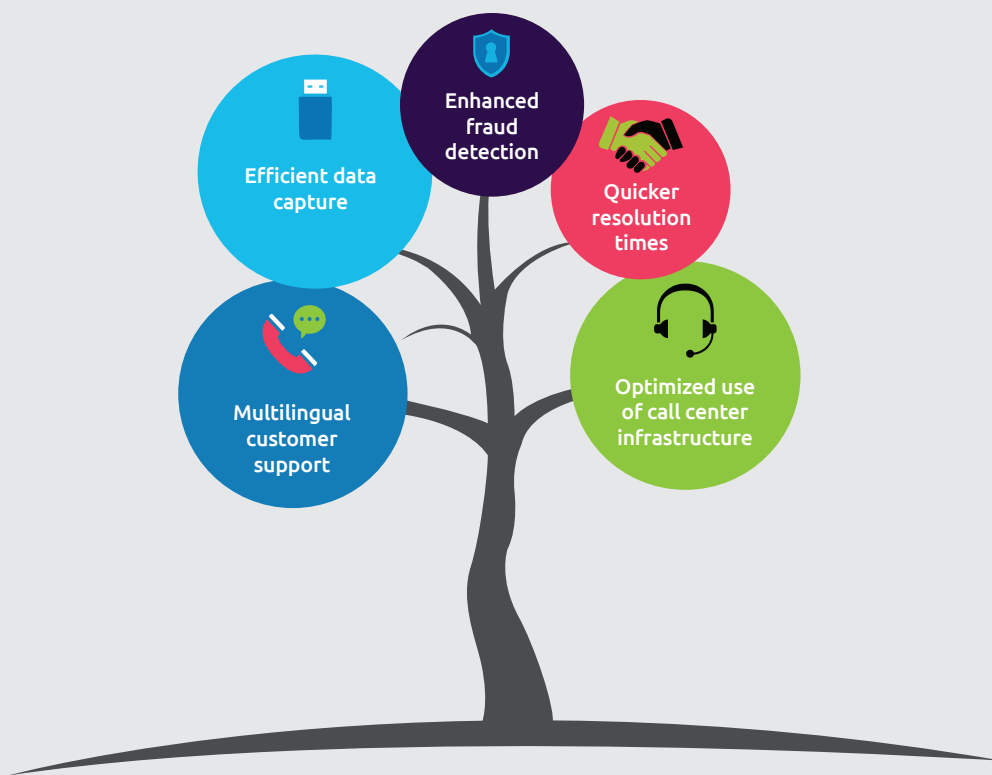 Enhanced
fraud
detection
Efficient data
capture
Quicker
resolution
times
Multilingual
customer
support
Optimized use
of call center
infrastructure